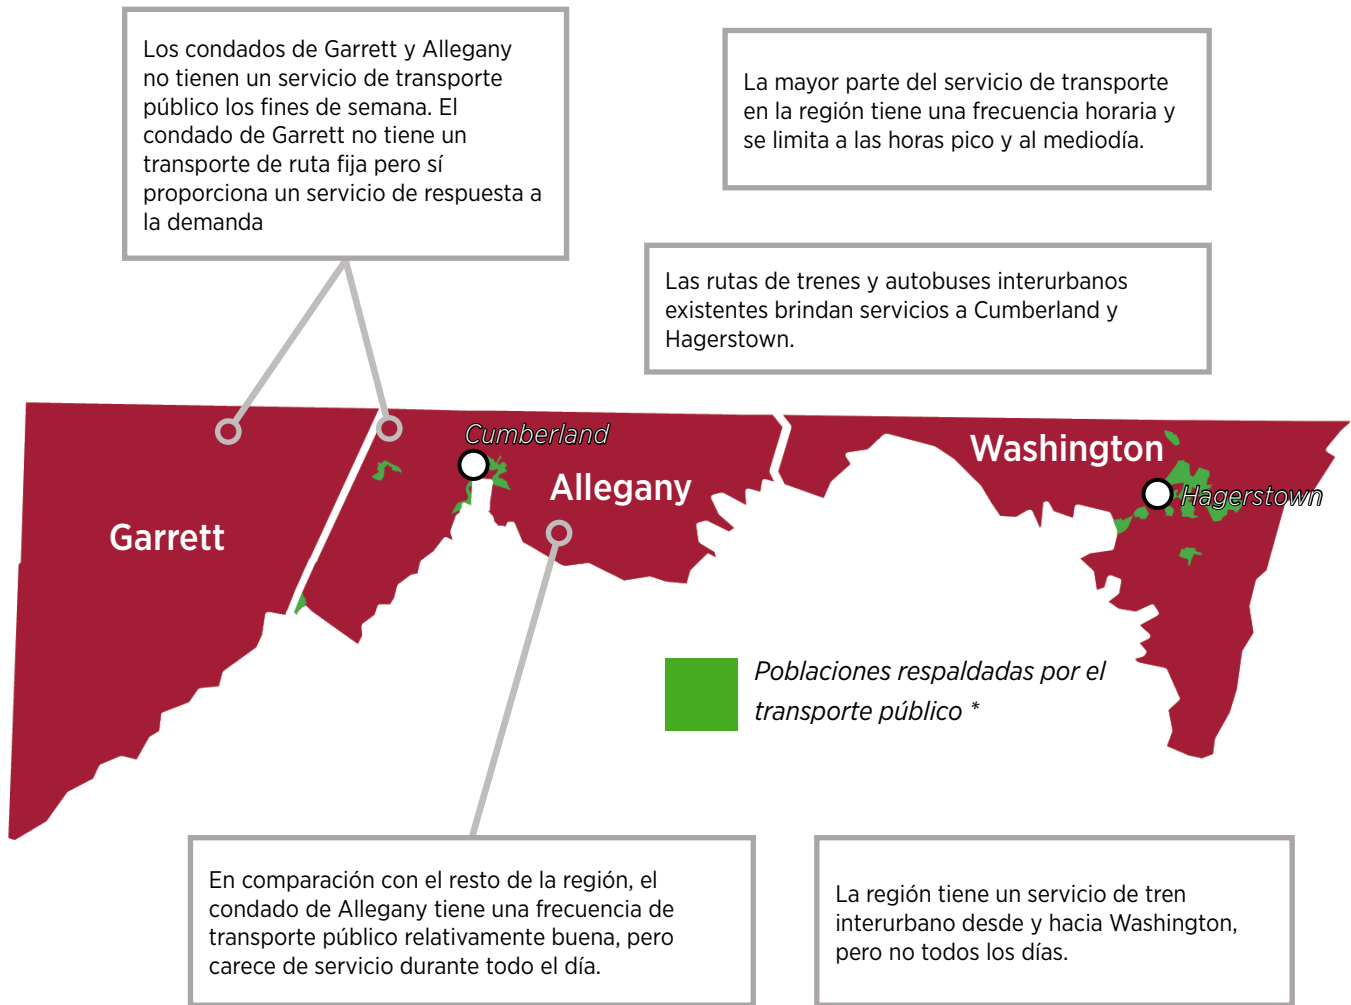 Los condados de Garrett y Allegany
no tienen un servicio de transporte
público los fines de semana. El
condado de Garrett no tiene un
transporte de ruta fija pero sí
proporciona un servicio de respuesta a
la demanda
La mayor parte del servicio de transporte
en la región tiene una frecuencia horaria y
se limita a las horas pico y al mediodía.
Las rutas de trenes y autobuses interurbanos
existentes brindan servicios a Cumberland y
Hagerstown.
Cumberland
Washington
Allegany
Hagerstown
Garrett
Poblaciones respaldadas por el
transporte público *
En comparación con el resto de la región, el
condado de Allegany tiene una frecuencia de
transporte público relativamente buena, pero
carece de servicio durante todo el día.
La región tiene un servicio de tren
interurbano desde y hacia Washington,
pero no todos los días.